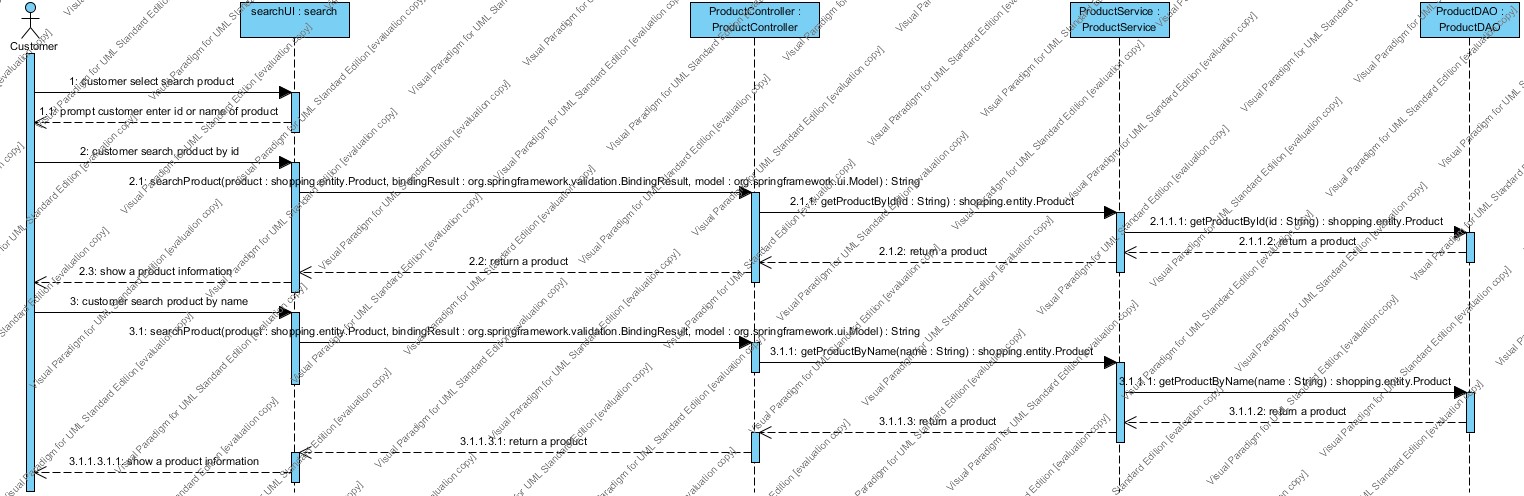 searchUI : search
ProductController :
ProductController
ProductService :
ProductService
ProductDAO :
ProductDAO
Customer
1: customer select search product
1.1: prompt customer enter id or name of product
2: customer search product by id
2.1: searchProduct(product : shopping.entity.Product, bindingResult : org.springframework.validation.BindingResult, model : org.springframework.ui.Model) : String
2.1.1: getProductById(id : String) : shopping.entity.Product
2.1.1.1: getProductById(id : String) : shopping.entity.Product
2.1.1.2: return a product
2.1.2: return a product
2.2: return a product
2.3: show a product information
3: customer search product by name
3.1: searchProduct(product : shopping.entity.Product, bindingResult : org.springframework.validation.BindingResult, model : org.springframework.ui.Model) : String
3.1.1: getProductByName(name : String) : shopping.entity.Product
3.1.1.1: getProductByName(name : String) : shopping.entity.Product
3.1.1.2: return a product
3.1.1.3: return a product
3.1.1.3.1: return a product
3.1.1.3.1.1: show a product information
Visual Paradigm for UML Standard Edition [evaluation copy]